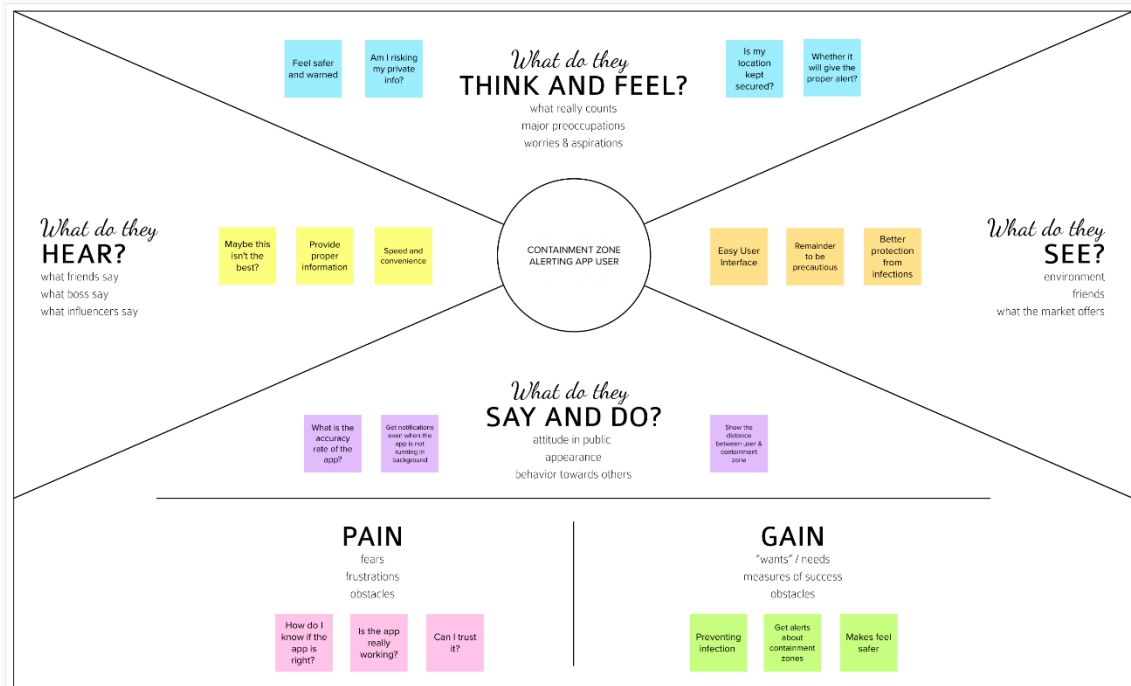 Feel safer
and warned
Am I risking
my private
info?
What do they
THINK AND FEEL?
what really counts
major preoccupations
worries & aspirations
Is my
location
kept
secured?
Whether it
will give the
proper alert?
What do they
HEAR?
what friends say
what boss say
what influencers say
Maybe this
isn't the
best?
Provide
proper
information
Speed and
convenience
CONTAINMENT ZONE
ALERTING APP USER
Easy User
Interface
Remainder
to be
precautious
Better
protection
from
infections
What do they
SEE?
environment
friends
what the market offers
What do they
SAY AND DO?
attitude in public
appearance
behavior towards others
What is the
accuracy
rate of the
app?
Get notifications
even when the
app is not
running in
background
Show the
distance
between user &
containment
zone
PAIN
fears
frustrations
obstacles
How do I
know if the
app is
right?
Is the app
really
working?
Can I trust
it?
GAIN
"wants" / needs
measures of success
obstacles
Preventing
infection
Get alerts
about
containment
zones
Makes feel
safer